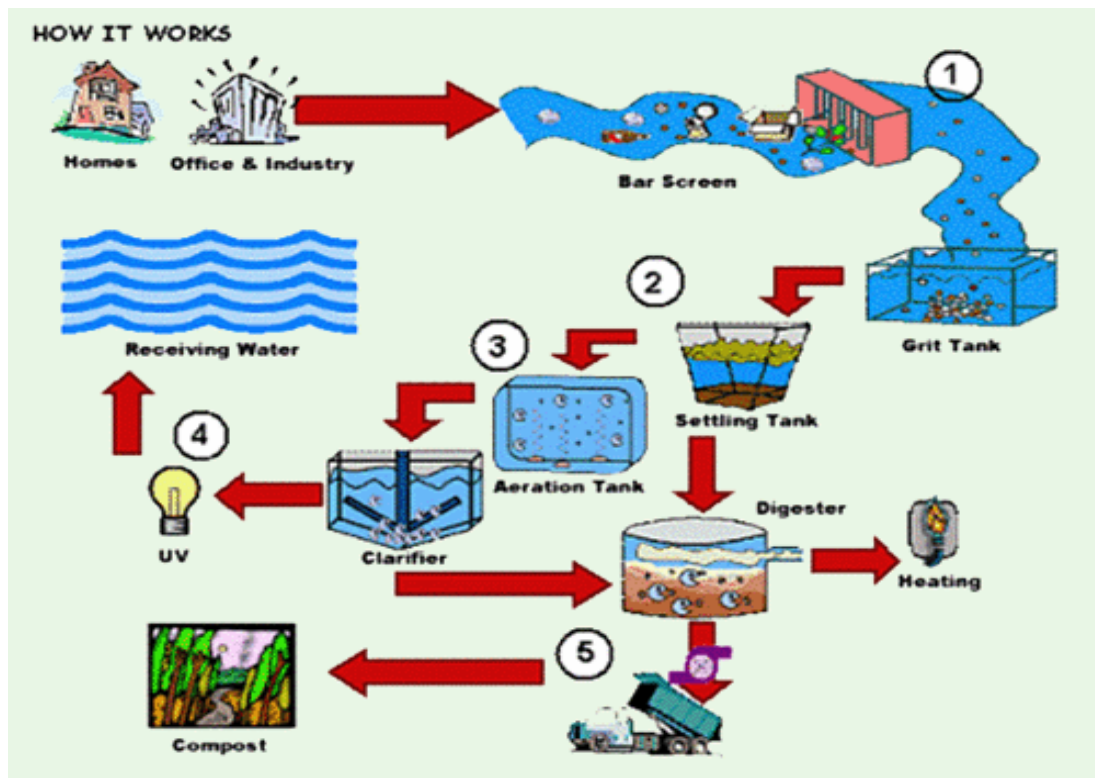 HOW IT WORKS
Homes
Office & Industry
Bar Screen
1
Grit Tank
2
Settling Tank
3
Aeration Tank
Clarifier
4
UV
Receiving Water
Digester
Heating
5
Compost